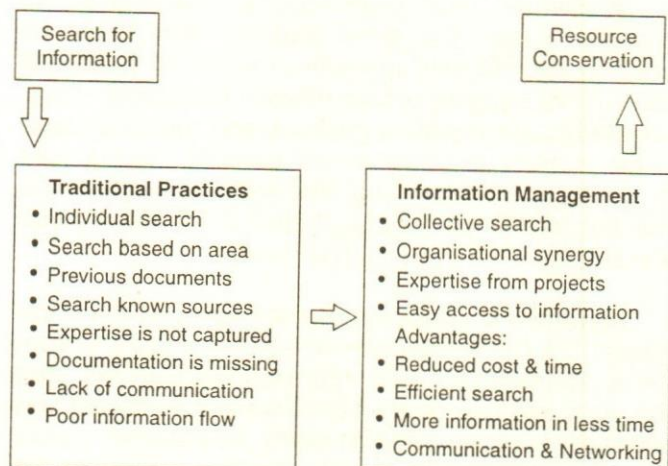 Search for
Information
Resource
Conservation
Traditional Practices
• Individual search
• Search based on area
• Previous documents
• Search known sources
• Expertise is not captured
• Documentation is missing
• Lack of communication
• Poor information flow
Information Management
• Collective search
• Organisational synergy
• Expertise from projects
• Easy access to information
Advantages:
• Reduced cost & time
• Efficient search
• More information in less time
• Communication & Networking